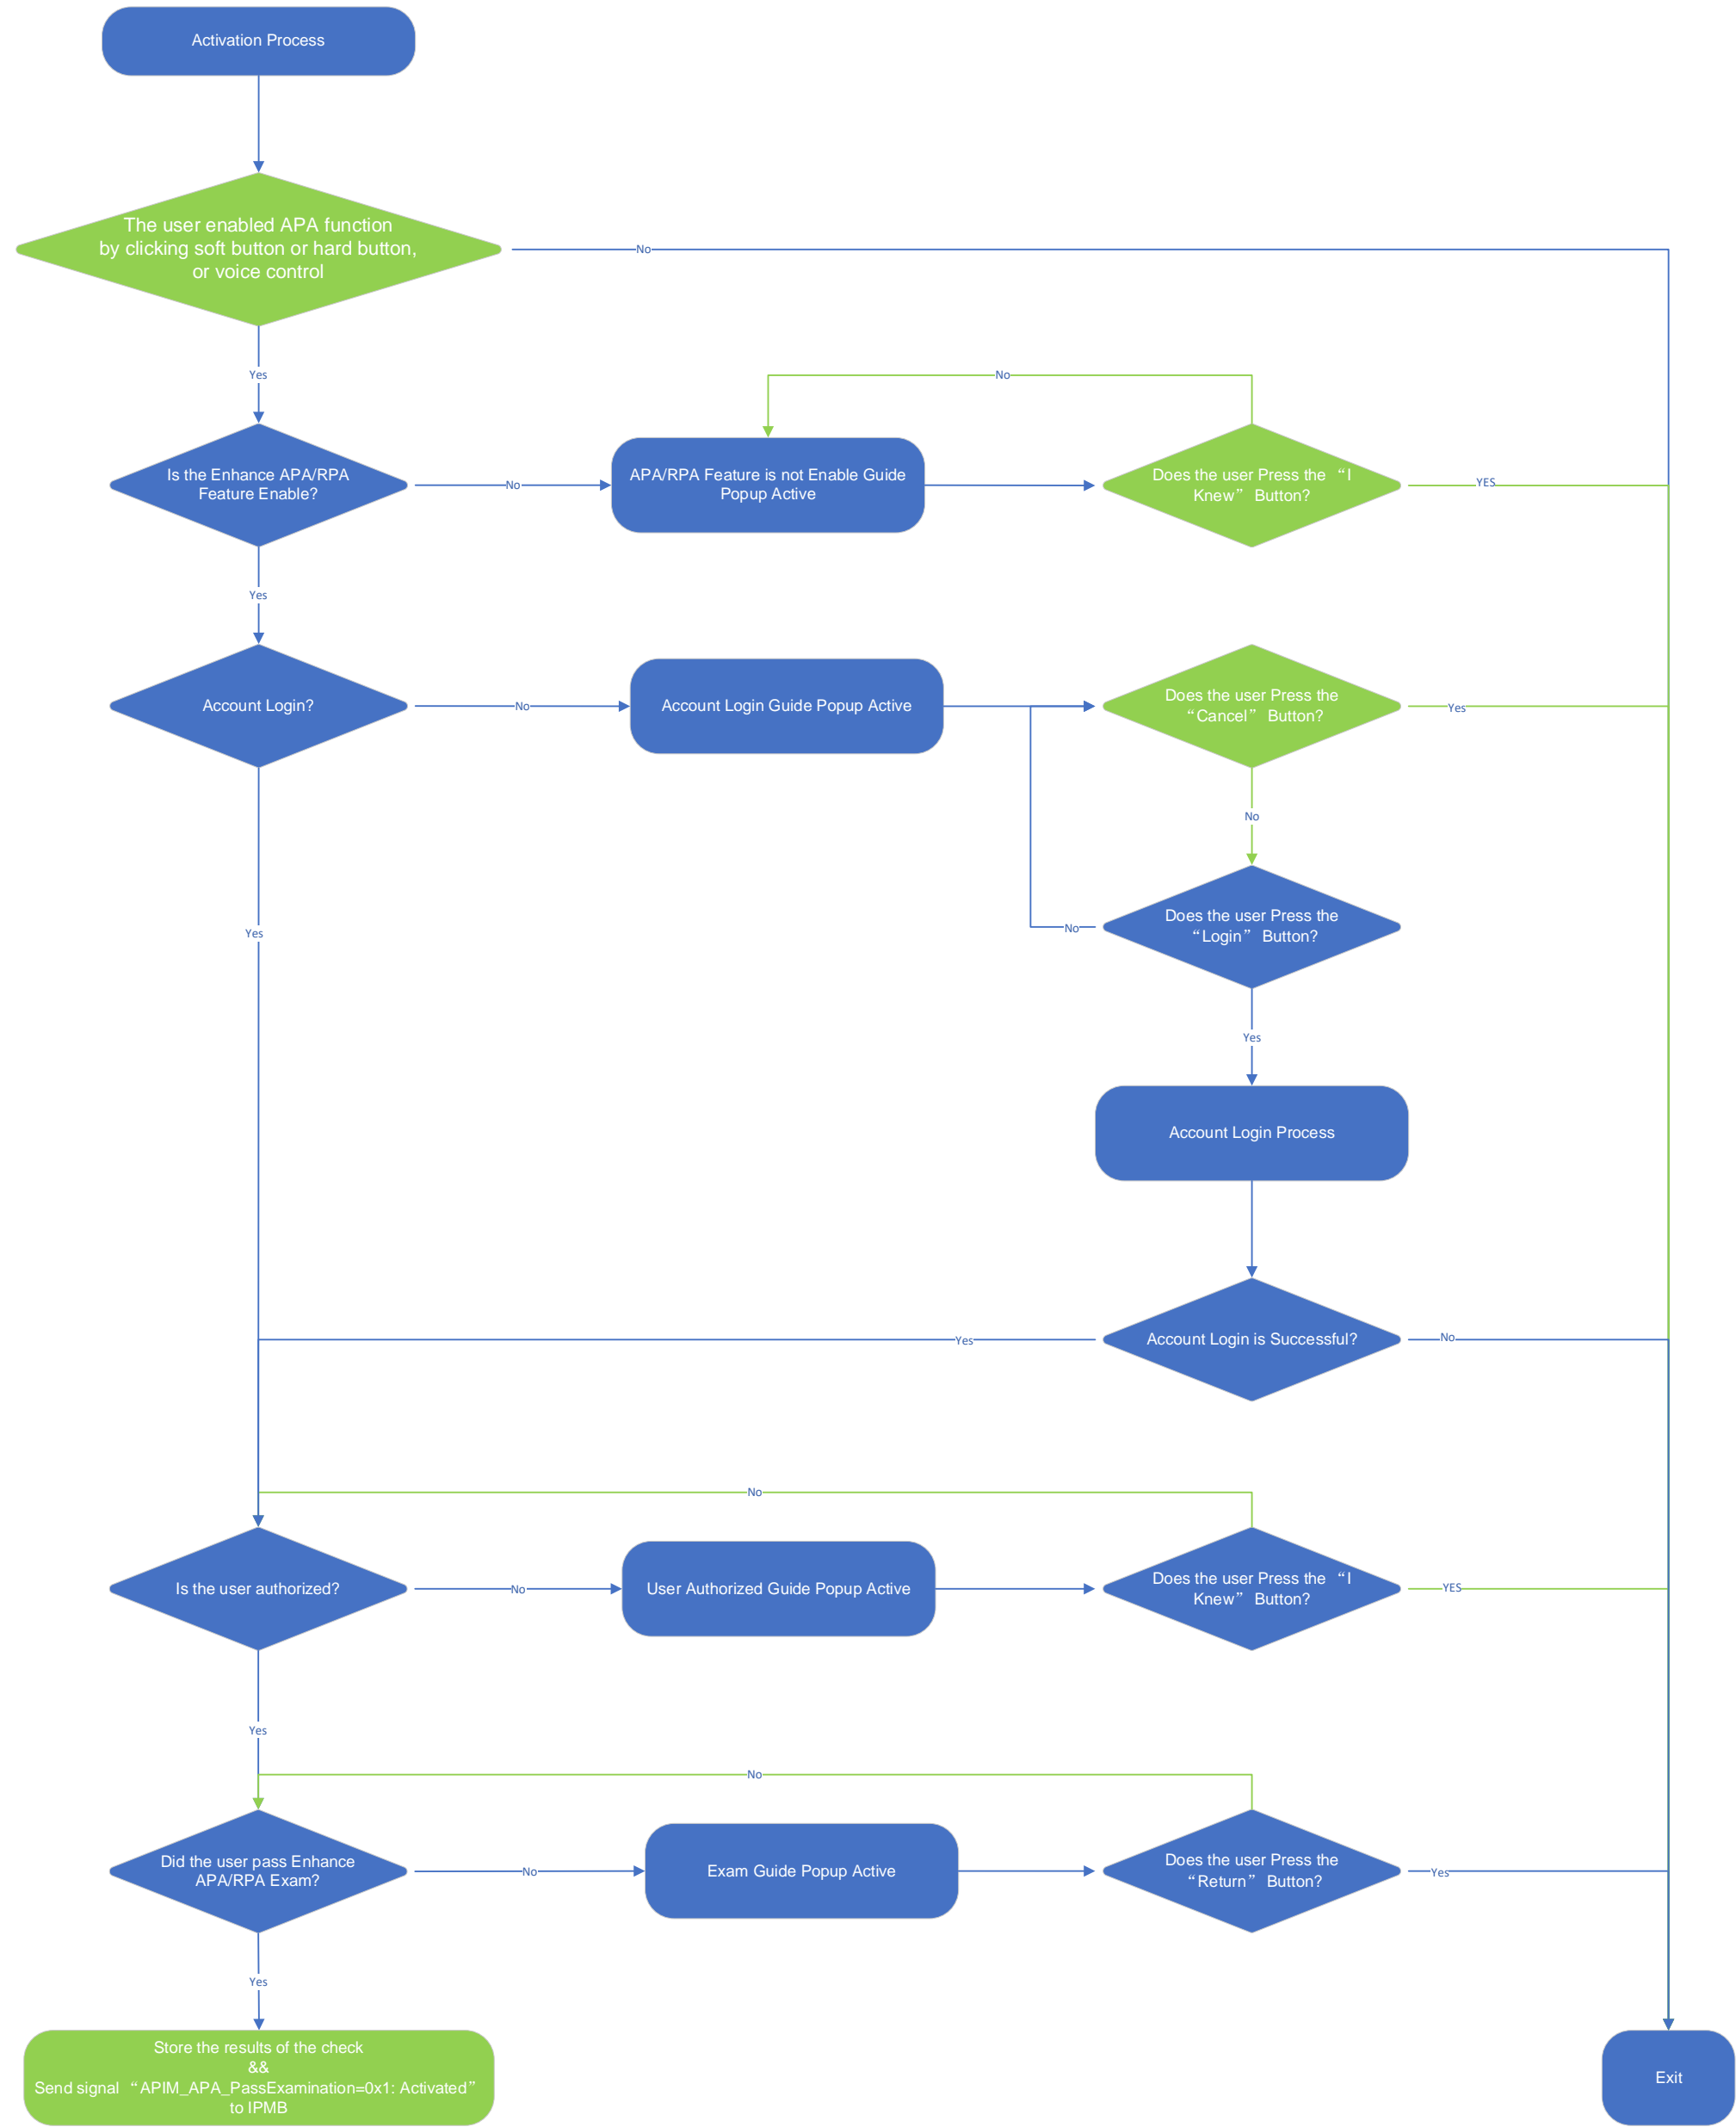 Activation Process
The user enabled APA function
by clicking soft button or hard button,
or voice control
No
Yes
No
Is the Enhance APA/RPA
Feature Enable?
No
APA/RPA Feature is not Enable Guide
Popup Active
Does the user Press the “I
Knew” Button?
YES
Yes
Account Login?
No
Account Login Guide Popup Active
Does the user Press the
“Cancel” Button?
Yes
No
Yes
Does the user Press the
“Login” Button?
No
Yes
Account Login Process
Account Login is Successful?
Yes
No
No
Is the user authorized?
No
User Authorized Guide Popup Active
Does the user Press the “I
Knew” Button?
YES
Yes
No
Did the user pass Enhance
APA/RPA Exam?
No
Exam Guide Popup Active
Does the user Press the
“Return” Button?
Yes
Yes
Store the results of the check
&&
Send signal “APIM_APA_PassExamination=0x1: Activated”
to IPMB
Exit